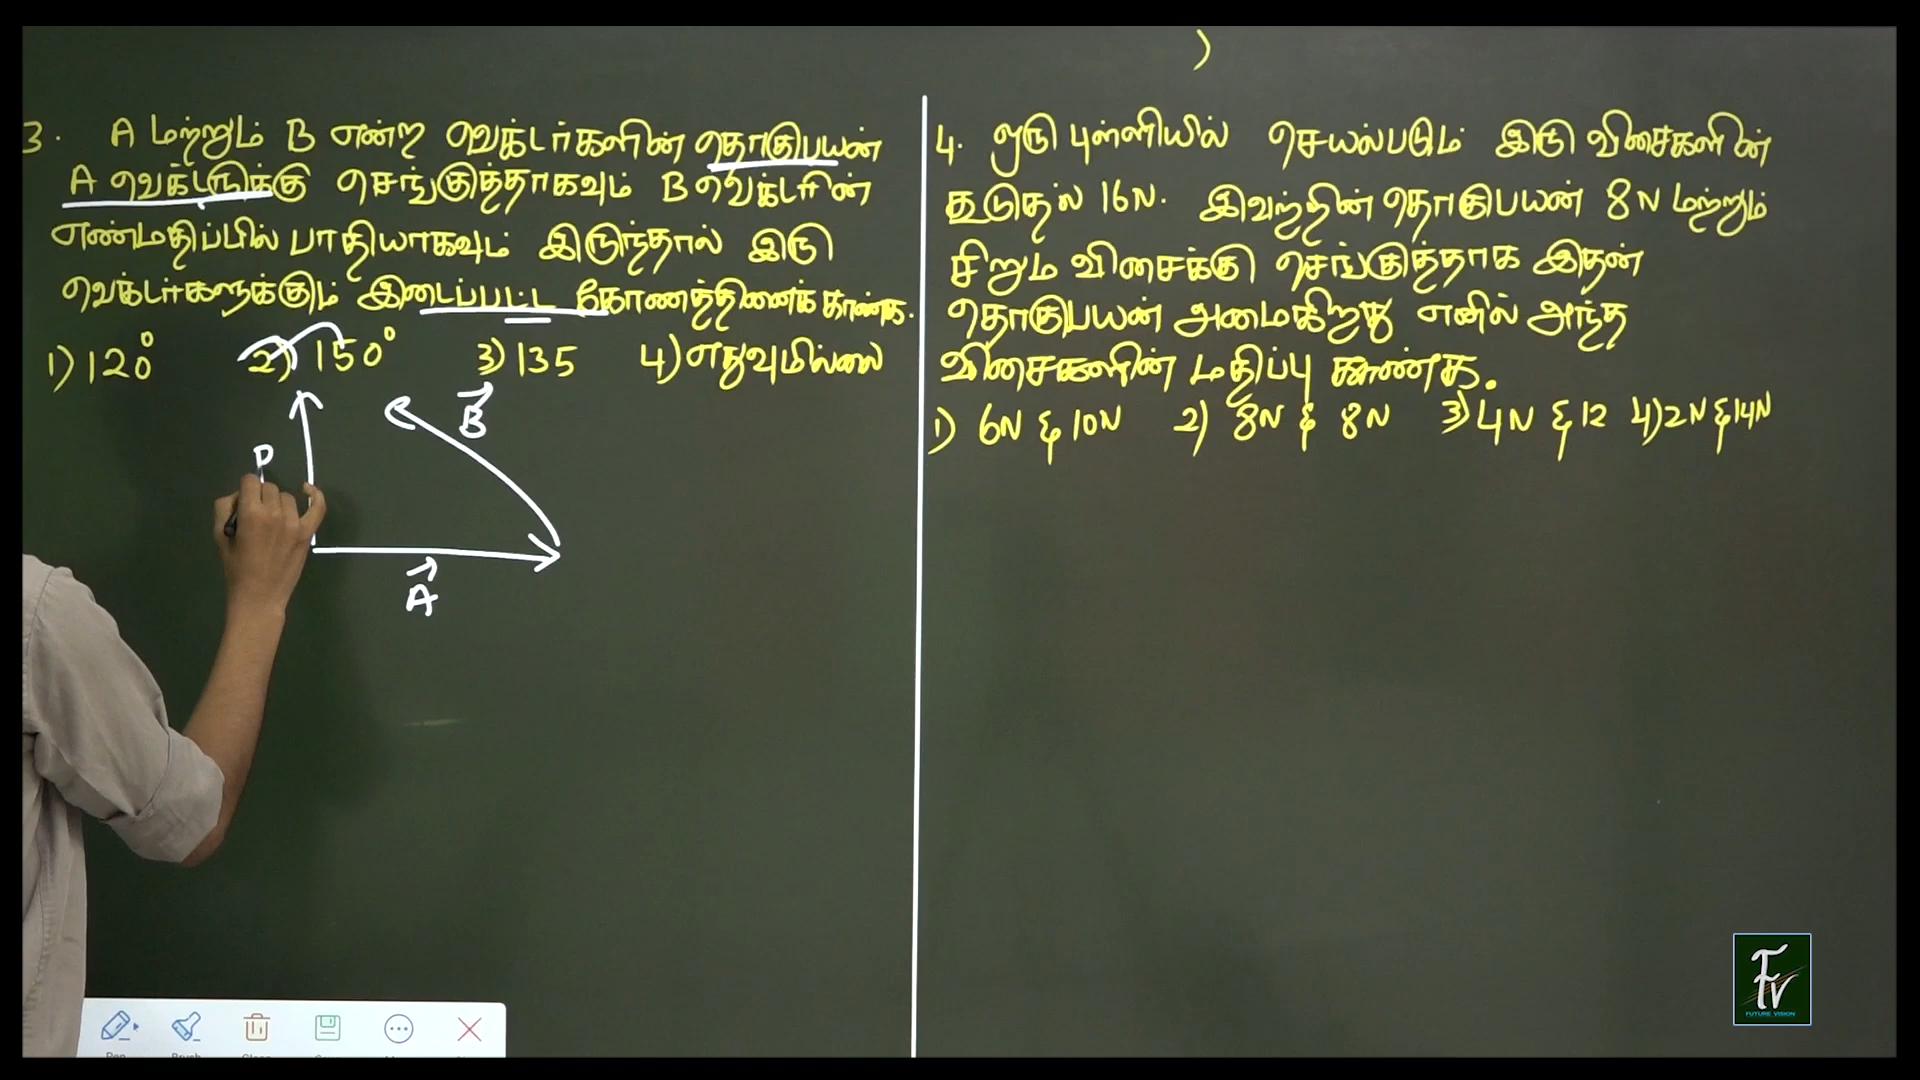 3. A மற்றும் B என்ற வெக்டர்களின் தொகுபயன்
A வெக்டருக்கு செங்குத்தாகவும் B வெக்டரின்
எண்மதிப்பில் பாதியாகவும் இருந்தால் இரு
வெக்டர்களுக்கும் இடைப்பட்ட கோணத்தினைக் காண்க.
1) 120° 2) 150° 3) 135 4) எதுவுமில்லை
B
A
4. ஒரு புள்ளியில் செயல்படும் இரு விசைகளின்
கூடுதல் 16N. இவற்றின் தொகுபயன் 8N மற்றும்
சிறும விசைக்கு செங்குத்தாக இதன்
தொகுபயன் அமைகிறது எனில் அந்த
விசைகளின் மதிப்பு காண்க.
1) 6N & 10N 2) 8N & 8N 3) 4N & 12 4) 2N & 14N
FV
FUTURE VISION